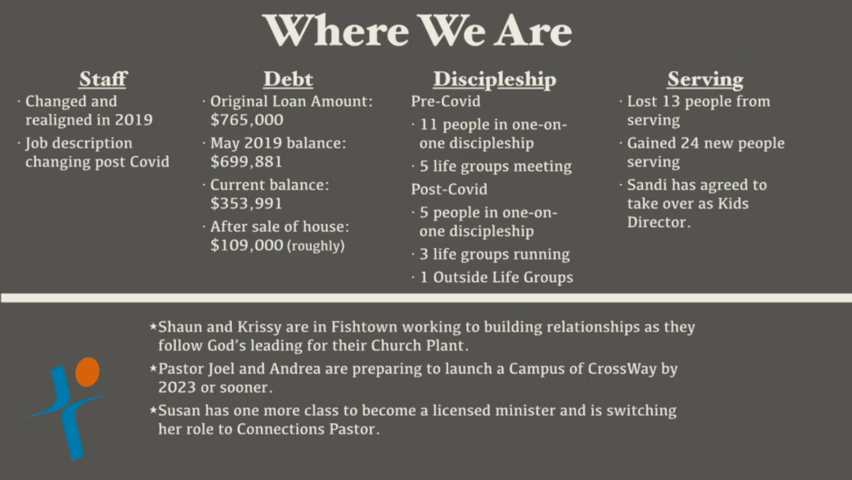 Where We Are
Staff
· Changed and
realigned in 2019
· Job description
changing post Covid
Debt
· Original Loan Amount:
$765,000
· May 2019 balance:
$699,881
· Current balance:
$353,991
· After sale of house:
$109,000 (roughly)
Discipleship
Pre-Covid
· 11 people in one-on-
one discipleship
· 5 life groups meeting
Post-Covid
· 5 people in one-on-
one discipleship
· 3 life groups running
· 1 Outside Life Groups
Serving
· Lost 13 people from
serving
· Gained 24 new people
serving
· Sandi has agreed to
take over as Kids
Director.
★Shaun and Krissy are in Fishtown working to building relationships as they
follow God's leading for their Church Plant.
★Pastor Joel and Andrea are preparing to launch a Campus of CrossWay by
2023 or sooner.
★Susan has one more class to become a licensed minister and is switching
her role to Connections Pastor.